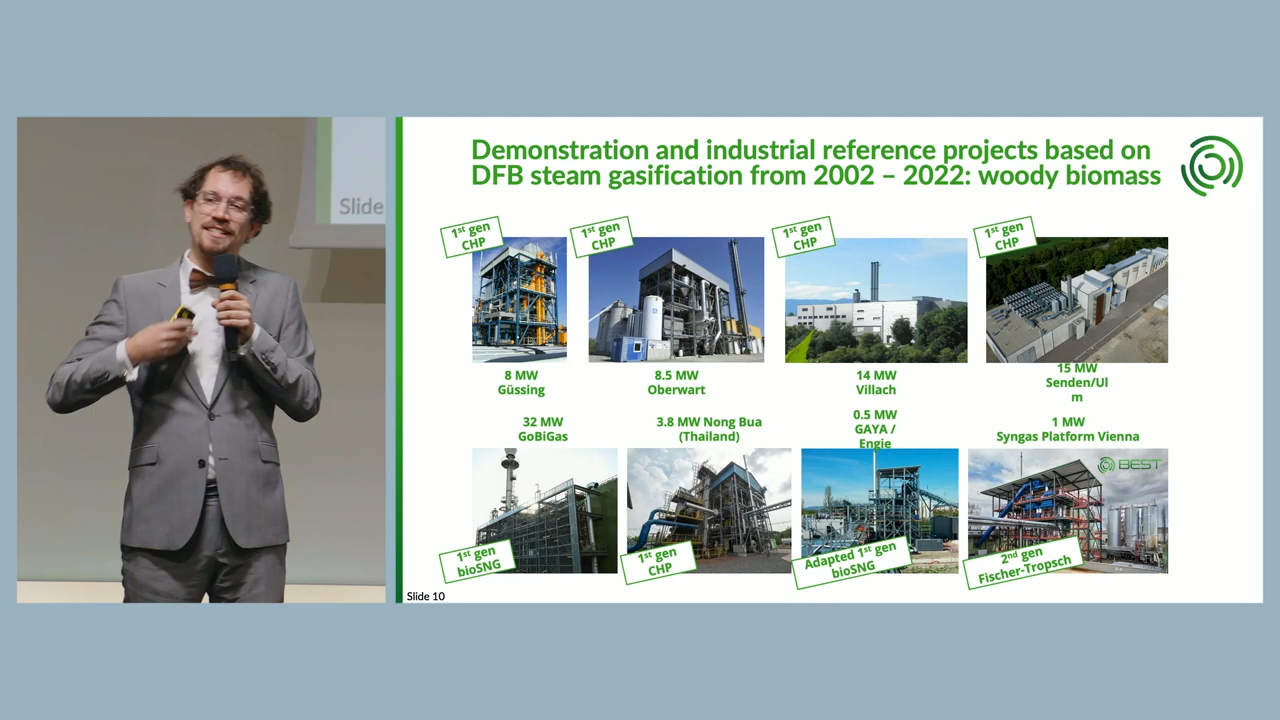 Slide
Demonstration and industrial reference projects based on
DFB steam gasification from 2002 – 2022: woody biomass
1st gen
CHP
1st gen
CHP
1st gen
CHP
1st gen
CHP
8 MW
Güssing
8.5 MW
Oberwart
14 MW
Villach
15 MW
Senden/Ul
m
32 MW
GoBiGas
3.8 MW Nong Bua
(Thailand)
0.5 MW
GAYA /
Engie
1 MW
Syngas Platform Vienna
BEST
1st gen
bioSNG
1st gen
CHP
Adapted 1st gen
bioSNG
2nd gen
Fischer-Tropsch
Slide 10